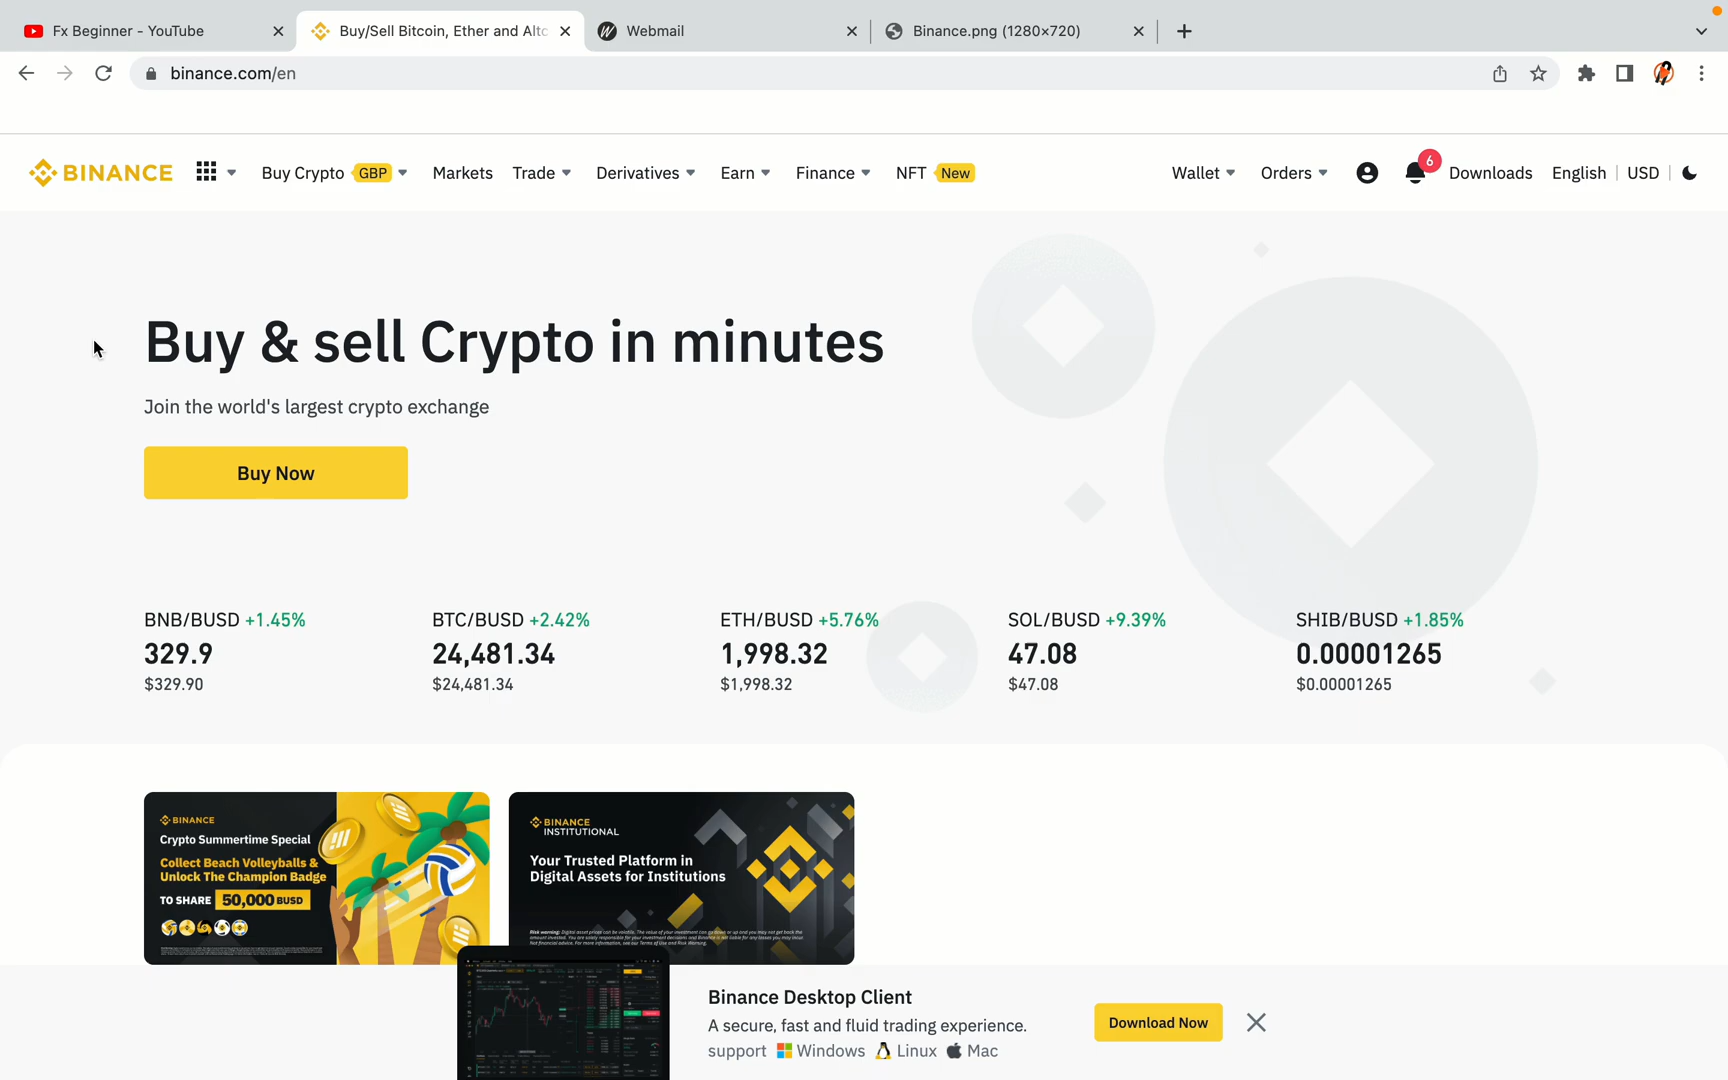 Fx Beginner - YouTube
Buy/Sell Bitcoin, Ether and Altc
Webmail
Binance.png (1280×720)
binance.com/en
BINANCE
Buy Crypto GBP
Markets
Trade
Derivatives
Earn
Finance
NFT New
Wallet
Orders
6
Downloads
English
USD
Buy & sell Crypto in minutes
Join the world's largest crypto exchange
Buy Now
BNB/BUSD +1.45%
329.9
$329.90
BTC/BUSD +2.42%
24,481.34
$24,481.34
ETH/BUSD +5.76%
1,998.32
$1,998.32
SOL/BUSD +9.39%
47.08
$47.08
SHIB/BUSD +1.85%
0.00001265
$0.00001265
BINANCE
Crypto Summertime Special
Collect Beach Volleyballs &
Unlock The Champion Badge
TO SHARE 50,000 BUSD
BINANCE
INSTITUTIONAL
Your Trusted Platform in
Digital Assets for Institutions
Binance Desktop Client
A secure, fast and fluid trading experience.
support Windows Linux Mac
Download Now